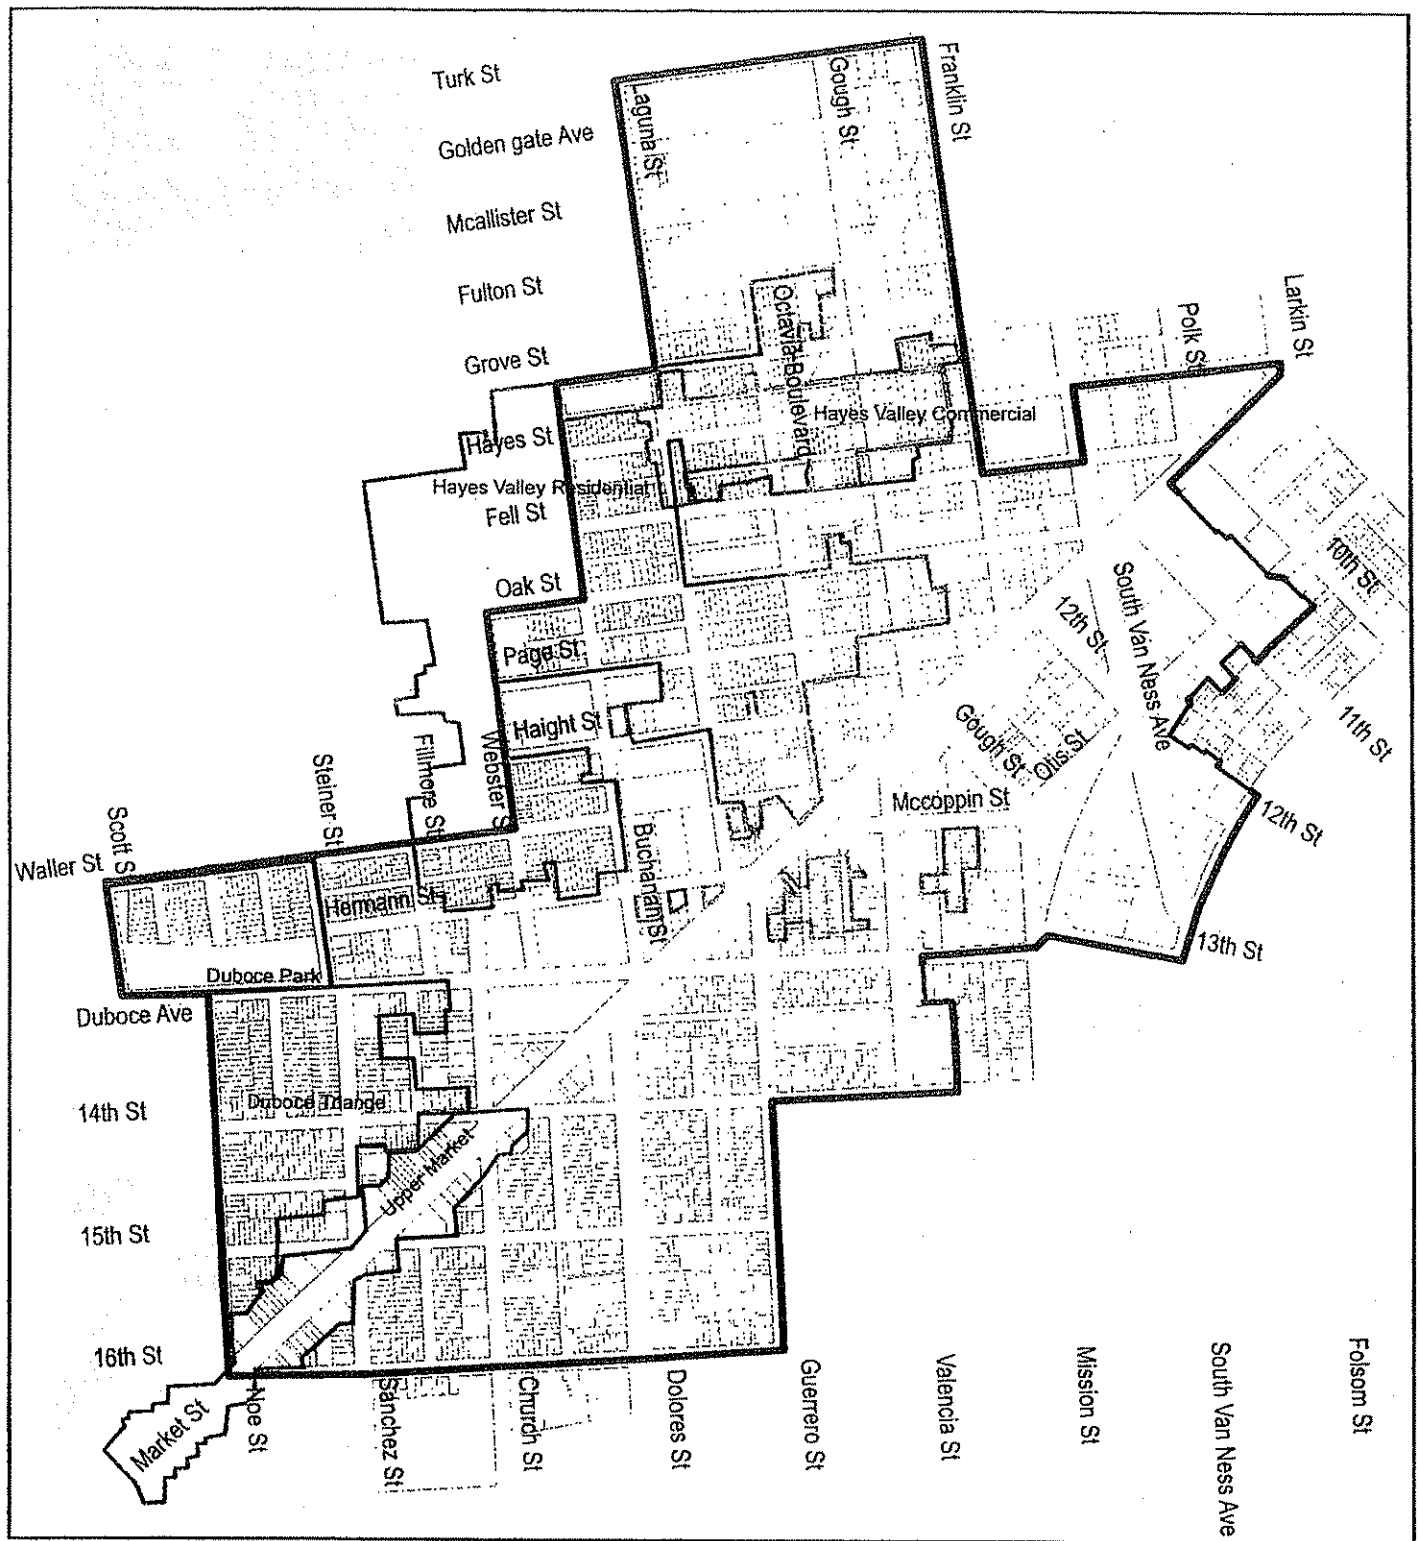 Turk St
Golden gate Ave
Mcallister St
Fulton St
Grove St
Laguna St
Gough St
Franklin St
Octavia Boulevard
Polk St
Larkin St
Hayes St
Hayes Valley Commercial
Hayes Valley Residential
Fell St
Oak St
Page St
Haight St
10th St
11th St
12th St
South Van Ness Ave
12th St
Gough St
Otis St
Mccoppin St
13th St
Scott S
Steiner St
Fillmore St
Webster S
Buchanan St
Waller St
Hermann St
Duboce Park
Duboce Ave
14th St
Duboce Triange
Upper Market
15th St
16th St
Market St
Noe St
Sanchez St
Church St
Dolores St
Guerrero St
Valencia St
Mission St
South Van Ness Ave
Folsom St